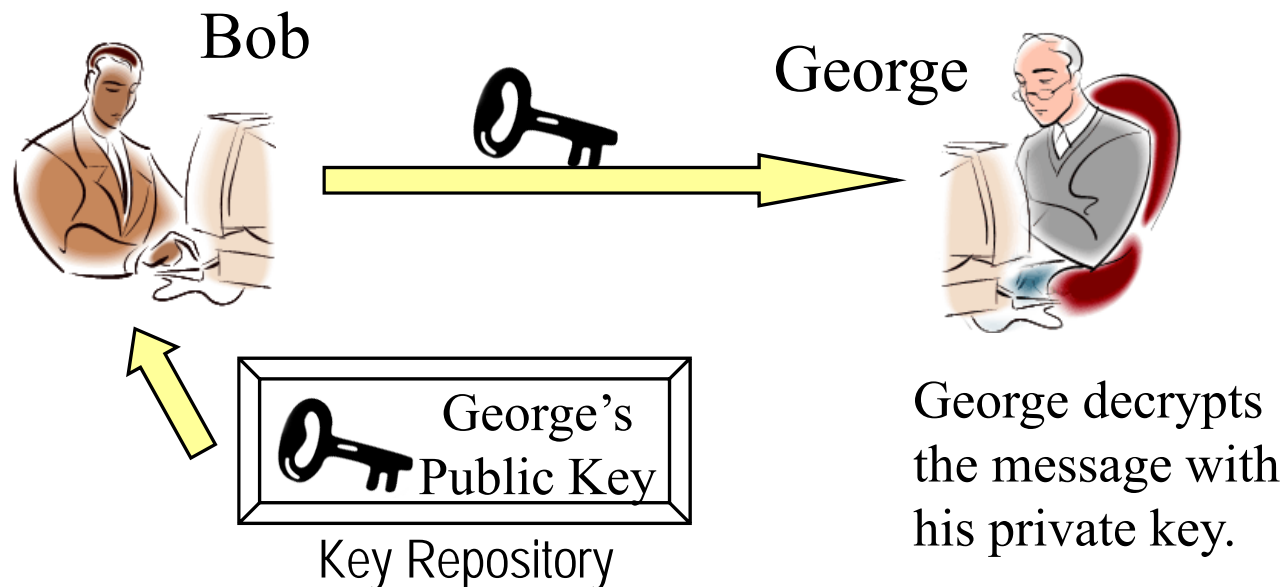 Bob
George
George’s
Public Key
Key Repository
George decrypts
the message with
his private key.